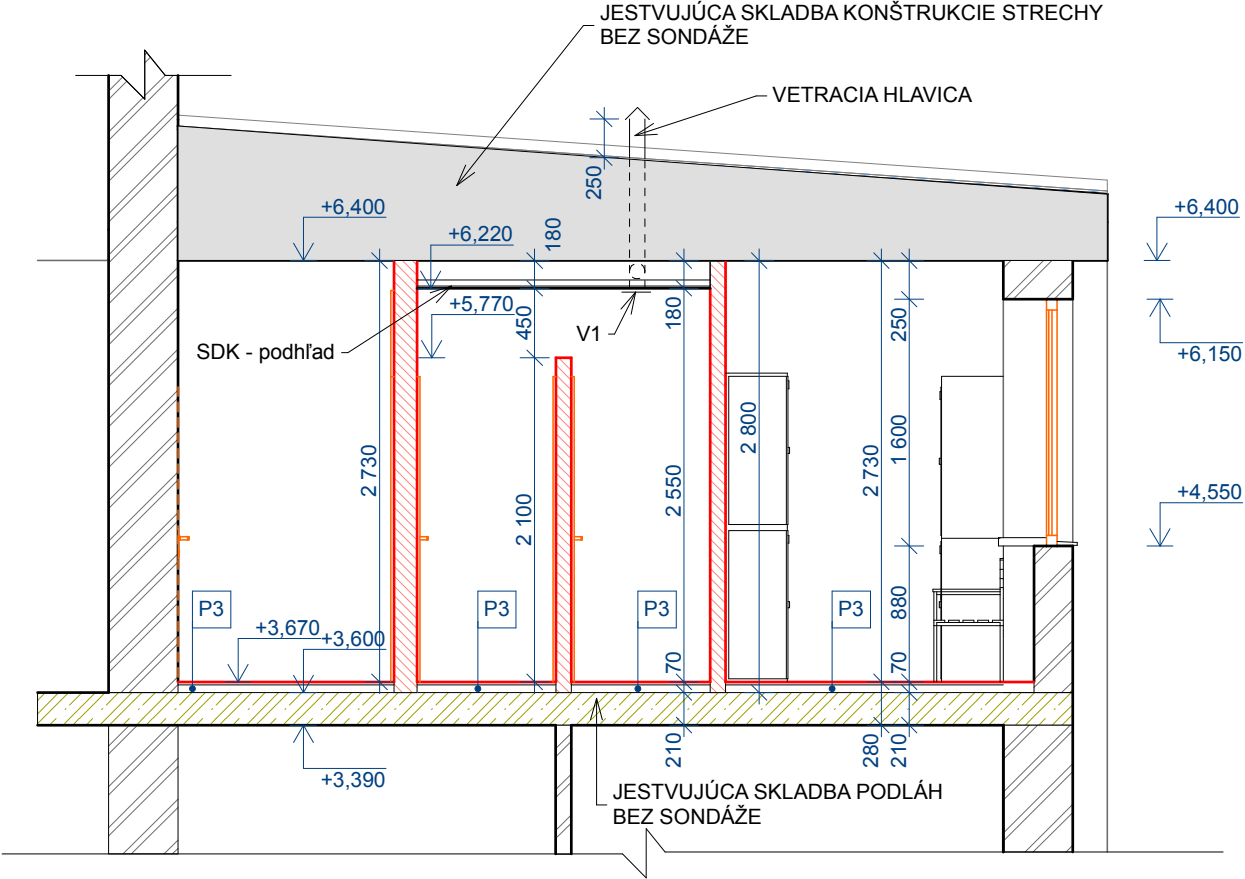 JESTVUJÚCA SKLADBA KONŠTRUKCIE STRECHY
BEZ SONDÁŽE
VETRACIA HLAVICA
250
+6,400
+6,220
180
+6,400
+5,770
450
180
250
V1
SDK - podhľad
+6,150
2 730
2 100
2 550
2 800
2 730
1 600
+4,550
P3
P3
P3
P3
880
+3,670
+3,600
70
70
210
280
210
+3,390
JESTVUJÚCA SKLADBA PODLÁH
BEZ SONDÁŽE